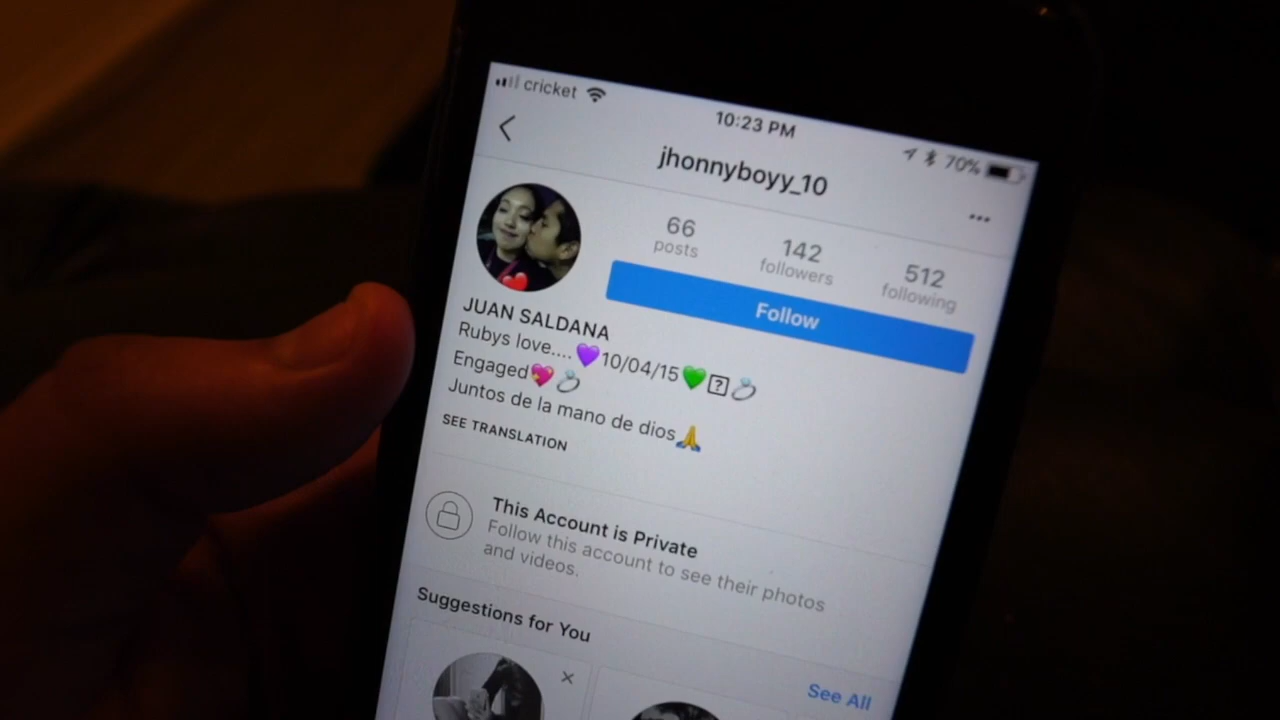 cricket 10:23 PM 70%
jhonnyboyy_10
66 142 512
posts followers following
Follow
JUAN SALDANA
Rubys love....💜10/04/15💚⍰💍
Engaged💖💍
Juntos de la mano de dios🙏
SEE TRANSLATION
This Account is Private
Follow this account to see their photos
and videos.
Suggestions for You
See All